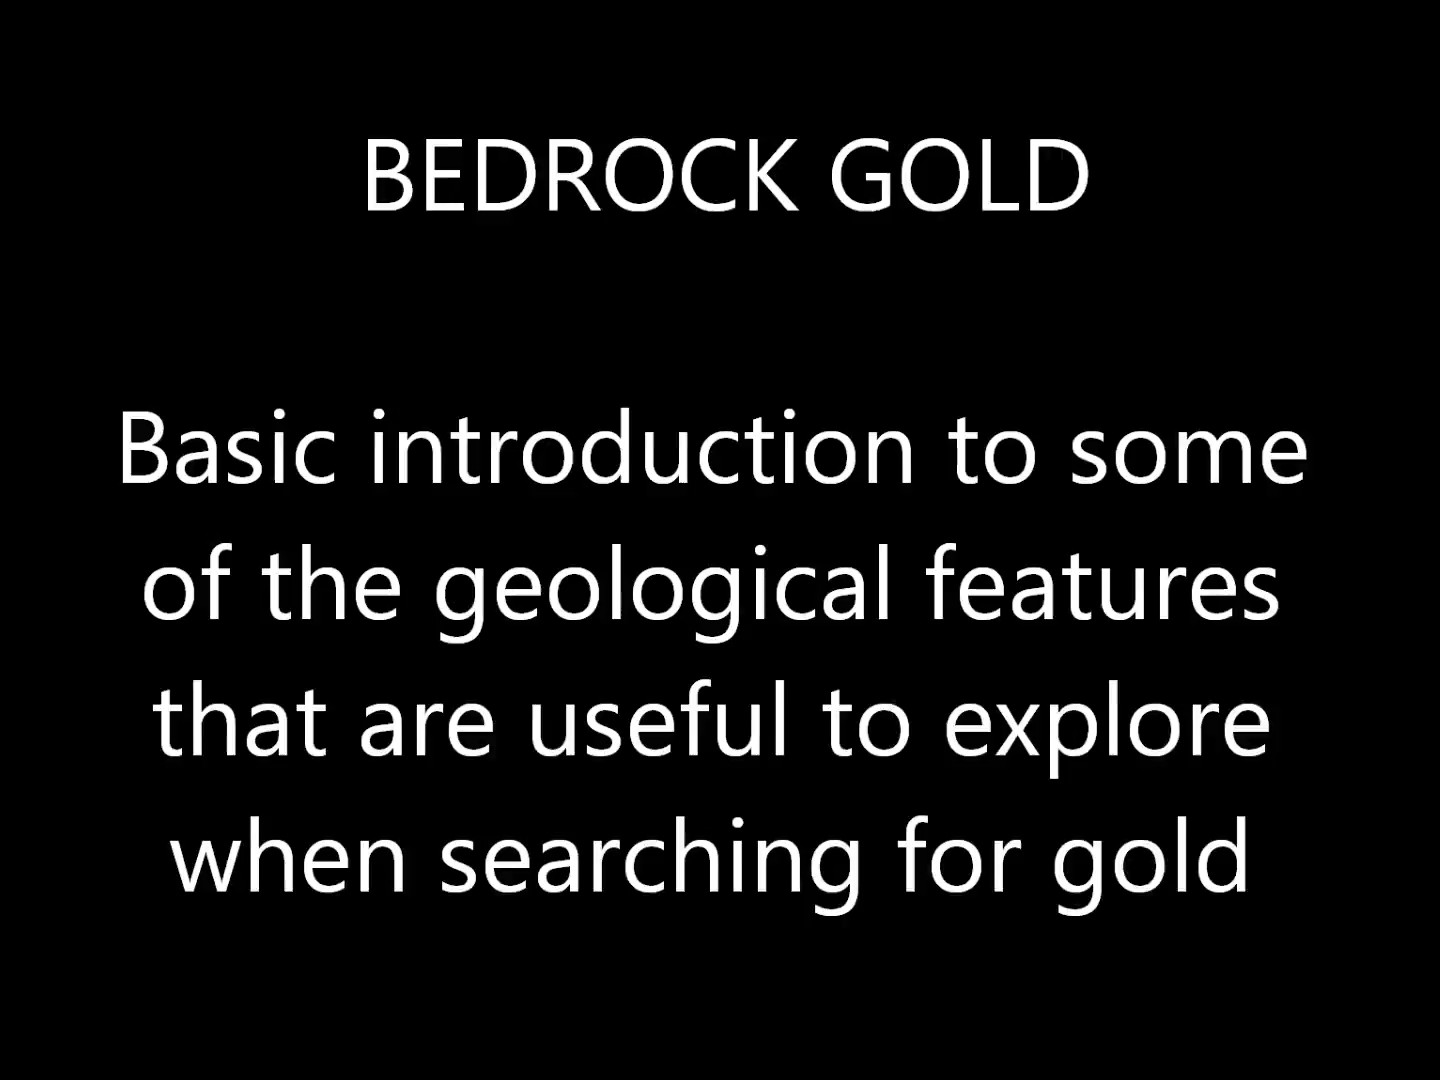 BEDROCK GOLD
Basic introduction to some
of the geological features
that are useful to explore
when searching for gold